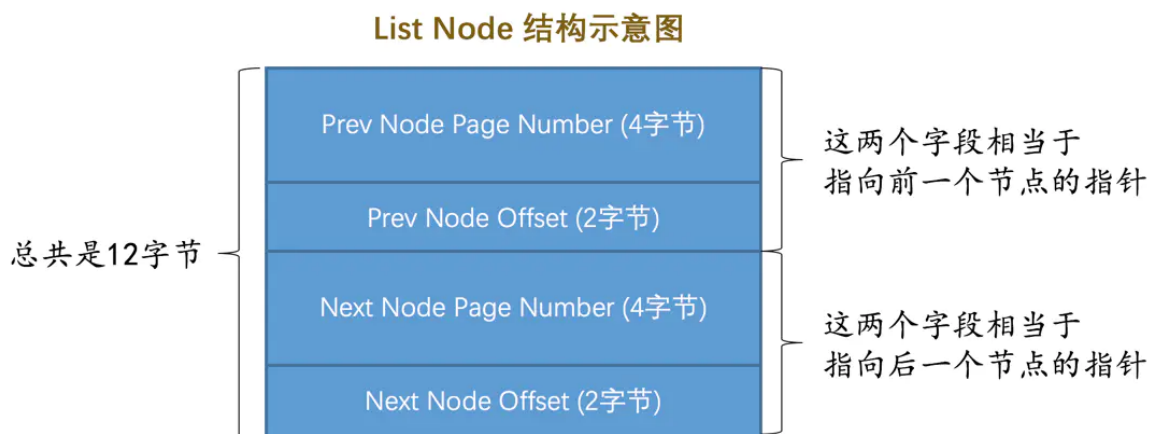 List Node 结构示意图
Prev Node Page Number (4字节)
这两个字段相当于
指向前一个节点的指针
Prev Node Offset (2字节)
总共是12字节
Next Node Page Number (4字节)
这两个字段相当于
指向后一个节点的指针
Next Node Offset (2字节)